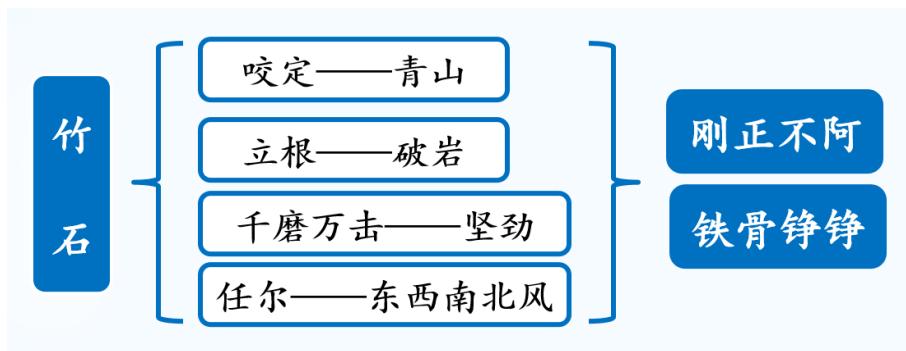 竹石
咬定——青山
立根——破岩
千磨万击——坚劲
任尔——东西南北风
刚正不阿
铁骨铮铮